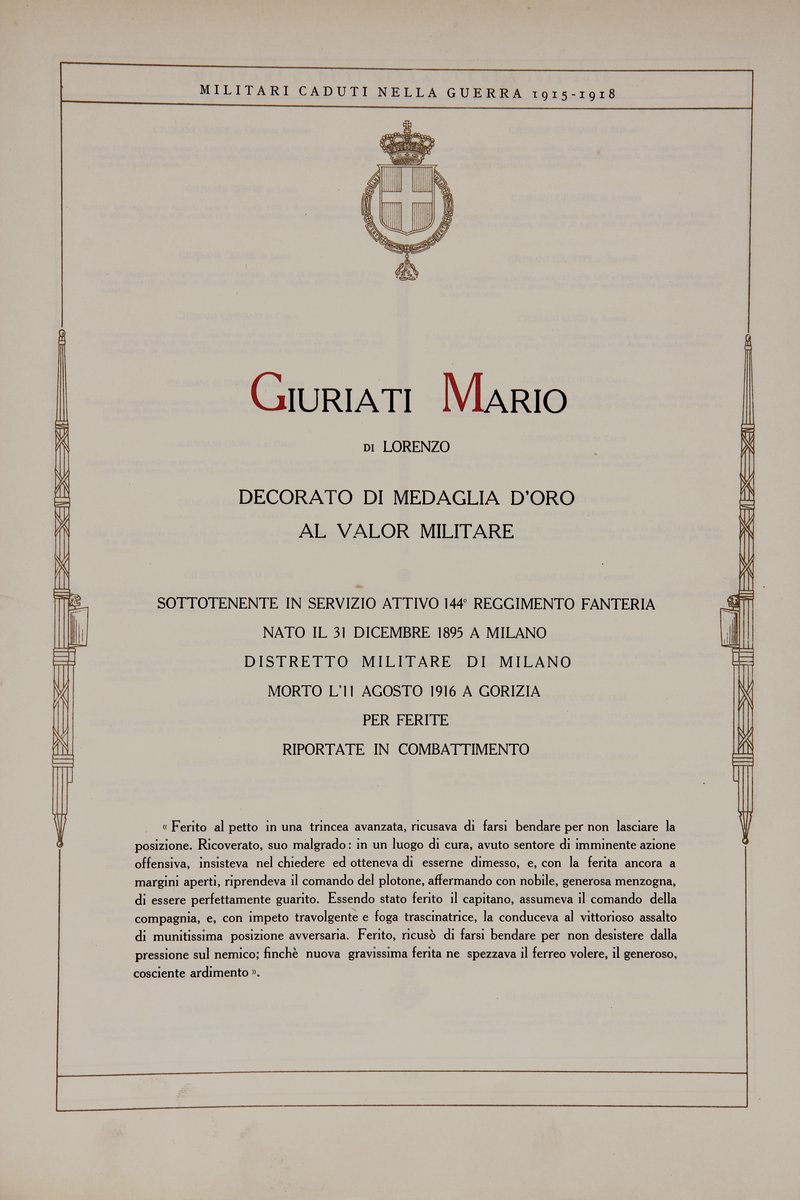 MILITARI CADUTI NELLA GUERRA 1915-1918
GIURIATI MARIO
DI LORENZO
DECORATO DI MEDAGLIA D'ORO
AL VALOR MILITARE
SOTTOTENENTE IN SERVIZIO ATTIVO 144° REGGIMENTO FANTERIA
NATO IL 31 DICEMBRE 1895 A MILANO
DISTRETTO MILITARE DI MILANO
MORTO L'11 AGOSTO 1916 A GORIZIA
PER FERITE
RIPORTATE IN COMBATTIMENTO
« Ferito al petto in una trincea avanzata, ricusava di farsi bendare per non lasciare la
posizione. Ricoverato, suo malgrado: in un luogo di cura, avuto sentore di imminente azione
offensiva, insisteva nel chiedere ed otteneva di esserne dimesso, e, con la ferita ancora a
margini aperti, riprendeva il comando del plotone, affermando con nobile, generosa menzogna,
di essere perfettamente guarito. Essendo stato ferito il capitano, assumeva il comando della
compagnia, e, con impeto travolgente e foga trascinatrice, la conduceva al vittorioso assalto
di munitissima posizione avversaria. Ferito, ricusò di farsi bendare per non desistere dalla
pressione sul nemico; finchè nuova gravissima ferita ne spezzava il ferreo volere, il generoso,
cosciente ardimento ».